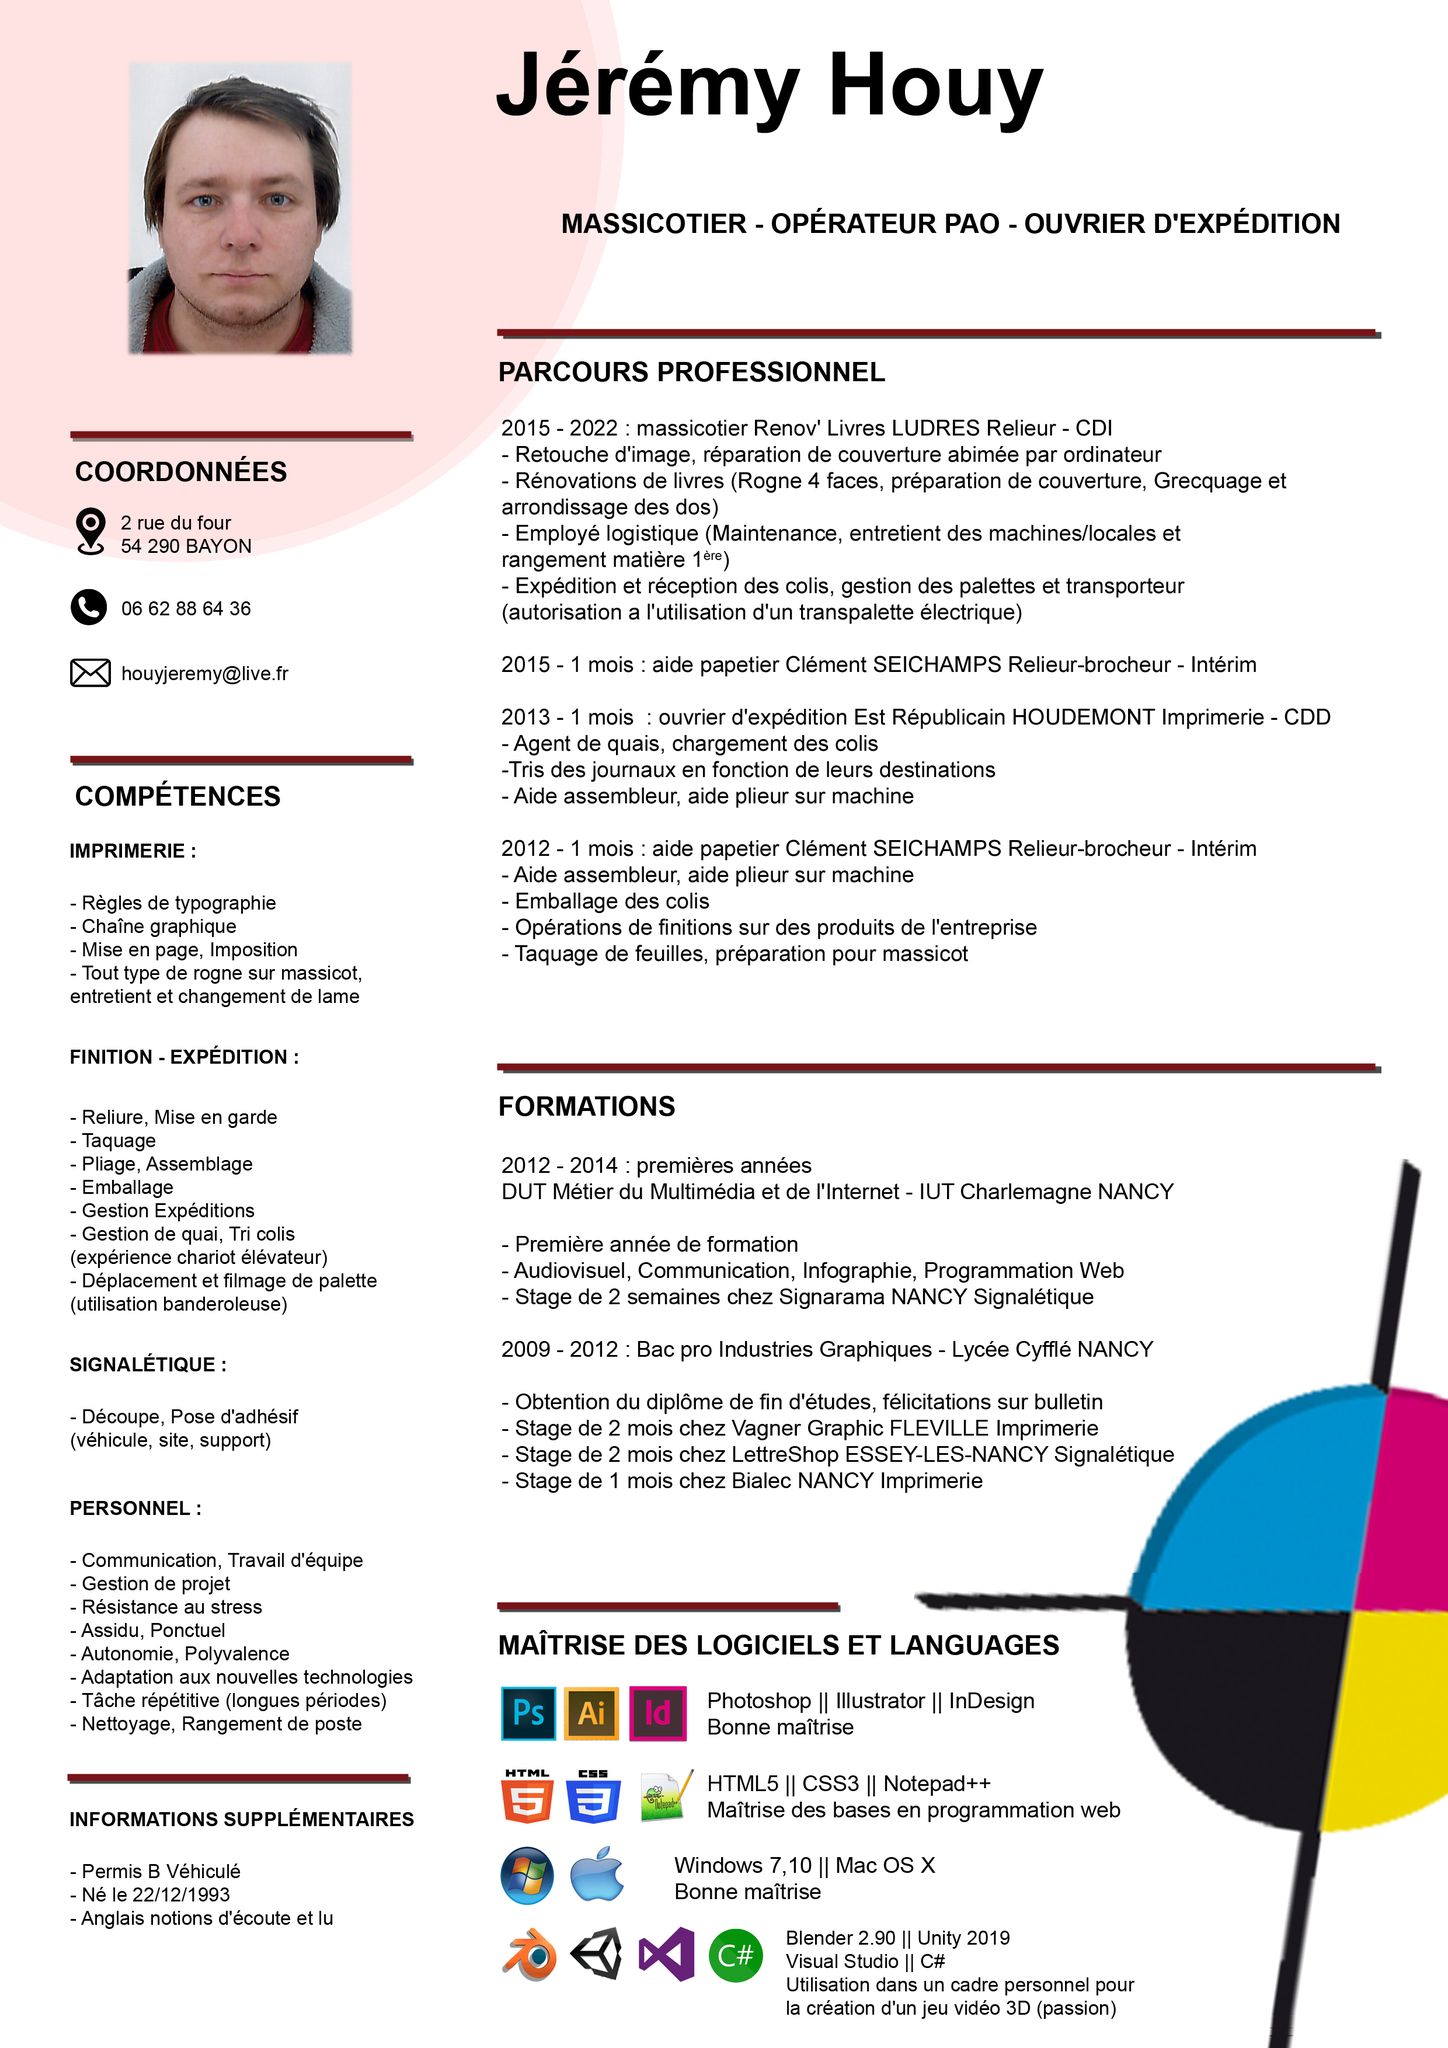 Jérémy Houy
MASSICOTIER - OPÉRATEUR PAO - OUVRIER D'EXPÉDITION
COORDONNÉES
2 rue du four
54 290 BAYON
06 62 88 64 36
houyjeremy@live.fr
COMPÉTENCES
IMPRIMERIE :
- Règles de typographie
- Chaîne graphique
- Mise en page, Imposition
- Tout type de rogne sur massicot,
entretient et changement de lame
FINITION - EXPÉDITION :
- Reliure, Mise en garde
- Taquage
- Pliage, Assemblage
- Emballage
- Gestion Expéditions
- Gestion de quai, Tri colis
(expérience chariot élévateur)
- Déplacement et filmage de palette
(utilisation banderoleuse)
SIGNALÉTIQUE :
- Découpe, Pose d'adhésif
(véhicule, site, support)
PERSONNEL :
- Communication, Travail d'équipe
- Gestion de projet
- Résistance au stress
- Assidu, Ponctuel
- Autonomie, Polyvalence
- Adaptation aux nouvelles technologies
- Tâche répétitive (longues périodes)
- Nettoyage, Rangement de poste
INFORMATIONS SUPPLÉMENTAIRES
- Permis B Véhiculé
- Né le 22/12/1993
- Anglais notions d'écoute et lu
PARCOURS PROFESSIONNEL
2015 - 2022 : massicotier Renov' Livres LUDRES Relieur - CDI
- Retouche d'image, réparation de couverture abimée par ordinateur
- Rénovations de livres (Rogne 4 faces, préparation de couverture, Grecquage et
arrondissage des dos)
- Employé logistique (Maintenance, entretient des machines/locales et
rangement matière 1ère)
- Expédition et réception des colis, gestion des palettes et transporteur
(autorisation a l'utilisation d'un transpalette électrique)
2015 - 1 mois : aide papetier Clément SEICHAMPS Relieur-brocheur - Intérim
2013 - 1 mois  : ouvrier d'expédition Est Républicain HOUDEMONT Imprimerie - CDD
- Agent de quais, chargement des colis
-Tris des journaux en fonction de leurs destinations
- Aide assembleur, aide plieur sur machine
2012 - 1 mois : aide papetier Clément SEICHAMPS Relieur-brocheur - Intérim
- Aide assembleur, aide plieur sur machine
- Emballage des colis
- Opérations de finitions sur des produits de l'entreprise
- Taquage de feuilles, préparation pour massicot
FORMATIONS
2012 - 2014 : premières années
DUT Métier du Multimédia et de l'Internet - IUT Charlemagne NANCY
- Première année de formation
- Audiovisuel, Communication, Infographie, Programmation Web
- Stage de 2 semaines chez Signarama NANCY Signalétique
2009 - 2012 : Bac pro Industries Graphiques - Lycée Cyfflé NANCY
- Obtention du diplôme de fin d'études, félicitations sur bulletin
- Stage de 2 mois chez Vagner Graphic FLEVILLE Imprimerie
- Stage de 2 mois chez LettreShop ESSEY-LES-NANCY Signalétique
- Stage de 1 mois chez Bialec NANCY Imprimerie
MAÎTRISE DES LOGICIELS ET LANGUAGES
Ps Ai Id
Photoshop || Illustrator || InDesign
Bonne maîtrise
HTML 5 CSS 3 Notepad++
HTML5 || CSS3 || Notepad++
Maîtrise des bases en programmation web
Windows 7,10 || Mac OS X
Bonne maîtrise
C#
Blender 2.90 || Unity 2019
Visual Studio || C#
Utilisation dans un cadre personnel pour
la création d'un jeu vidéo 3D (passion)